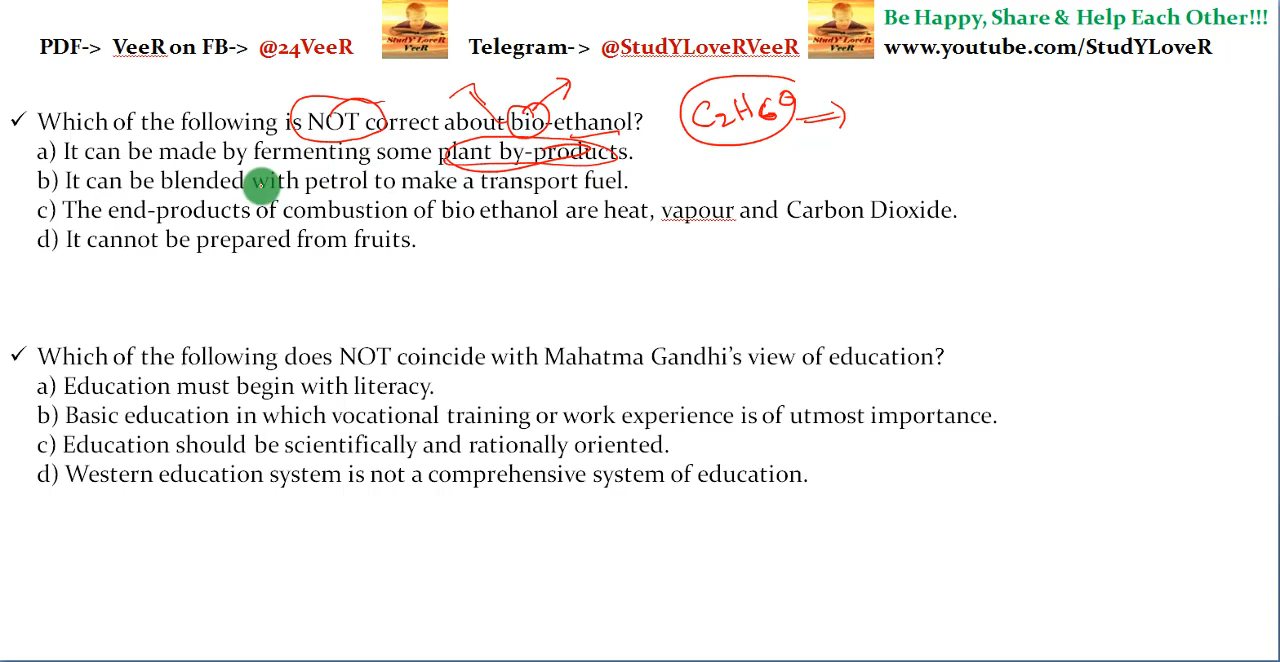 Be Happy, Share & Help Each Other!!!
PDF-> VeeR on FB-> @24VeeR Telegram-> @StudYLoveRVeeR www.youtube.com/StudYLoveR
StudY LoveR
VeeR
StudY LoveR
VeeR
C2H6O
✓ Which of the following is NOT correct about bio-ethanol?
a) It can be made by fermenting some plant by-products.
b) It can be blended with petrol to make a transport fuel.
c) The end-products of combustion of bio ethanol are heat, vapour and Carbon Dioxide.
d) It cannot be prepared from fruits.
✓ Which of the following does NOT coincide with Mahatma Gandhi's view of education?
a) Education must begin with literacy.
b) Basic education in which vocational training or work experience is of utmost importance.
c) Education should be scientifically and rationally oriented.
d) Western education system is not a comprehensive system of education.